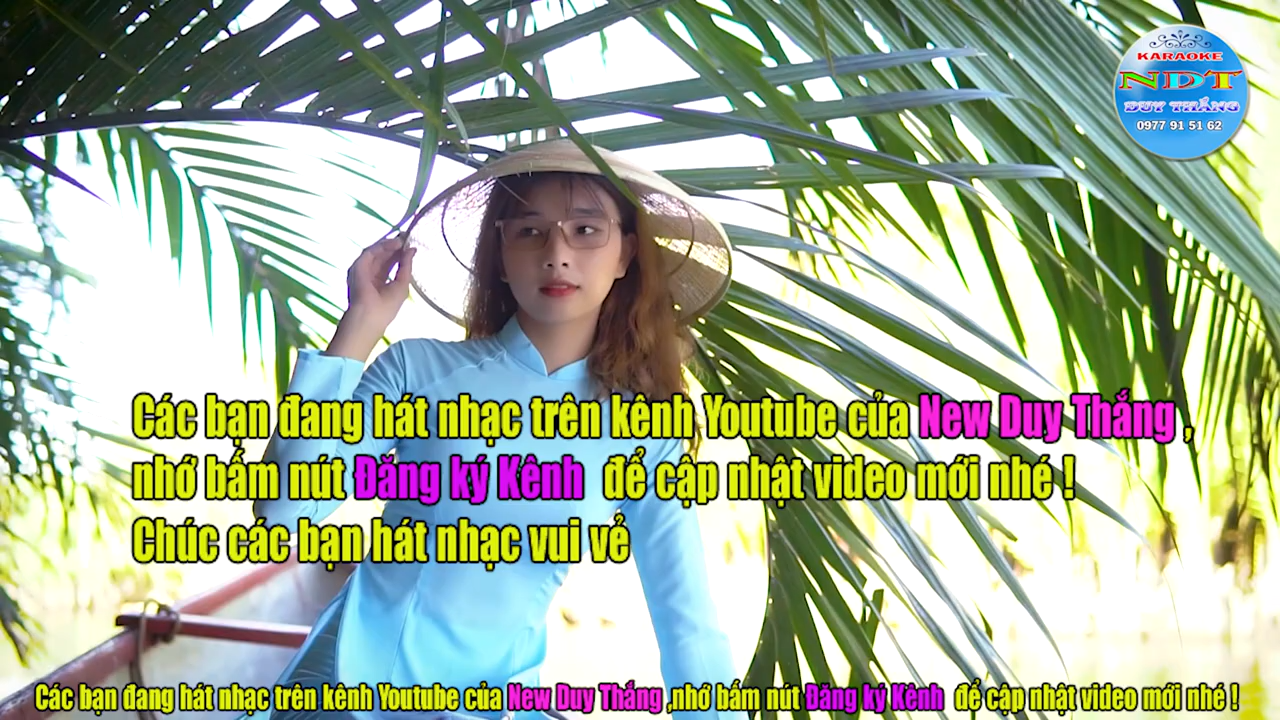 KARAOKE
NDT
DUY THẮNG
0977 91 51 62
Các bạn đang hát nhạc trên kênh Youtube của New Duy Thắng ,
nhớ bấm nút Đăng ký Kênh để cập nhật video mới nhé !
Chúc các bạn hát nhạc vui vẻ
Các bạn đang hát nhạc trên kênh Youtube của New Duy Thắng ,nhớ bấm nút Đăng ký Kênh để cập nhật video mới nhé !